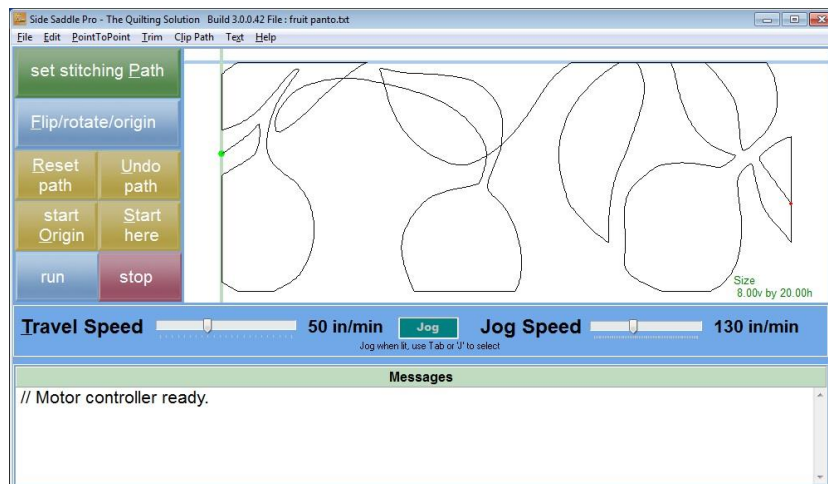 Side Saddle Pro - The Quilting Solution   Build 3.0.0.42 File : fruit panto.txt
File Edit PointToPoint Trim Clip Path Text Help
set stitching Path
Flip/rotate/origin
Reset path
Undo path
start Origin
Start here
run
stop
Size
8.00v by 20.00h
Travel Speed
50 in/min
Jog
Jog Speed
130 in/min
Jog when lit, use Tab or 'J' to select
Messages
// Motor controller ready.